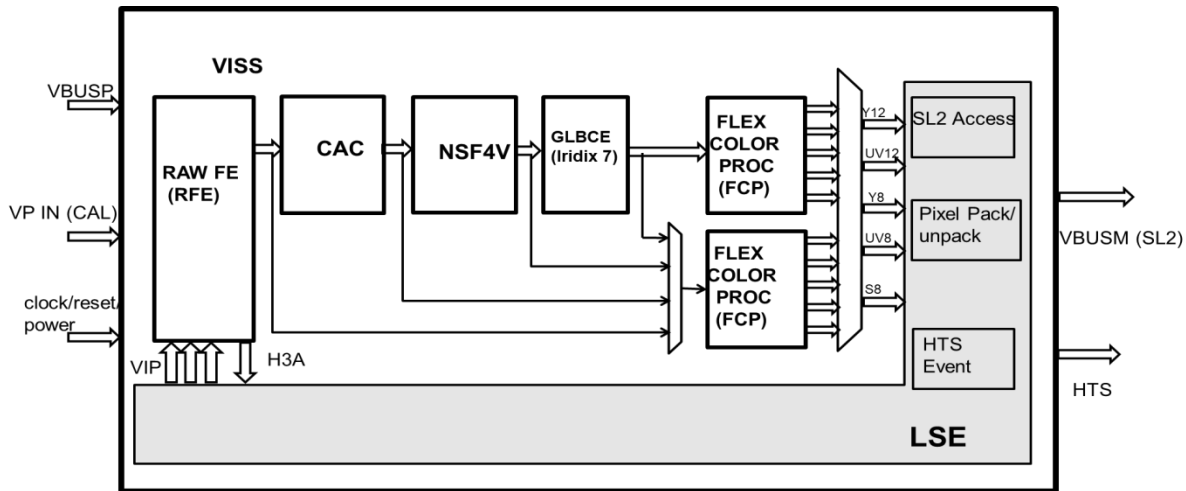 VISS
VBUSP
VP IN (CAL)
clock/reset/
power
RAW FE
(RFE)
CAC
NSF4V
GLBCE
(Iridix 7)
FLEX
COLOR
PROC
(FCP)
FLEX
COLOR
PROC
(FCP)
Y12
UV12
Y8
UV8
S8
SL2 Access
Pixel Pack/
unpack
HTS
Event
VBUSM (SL2)
HTS
VIP
H3A
LSE